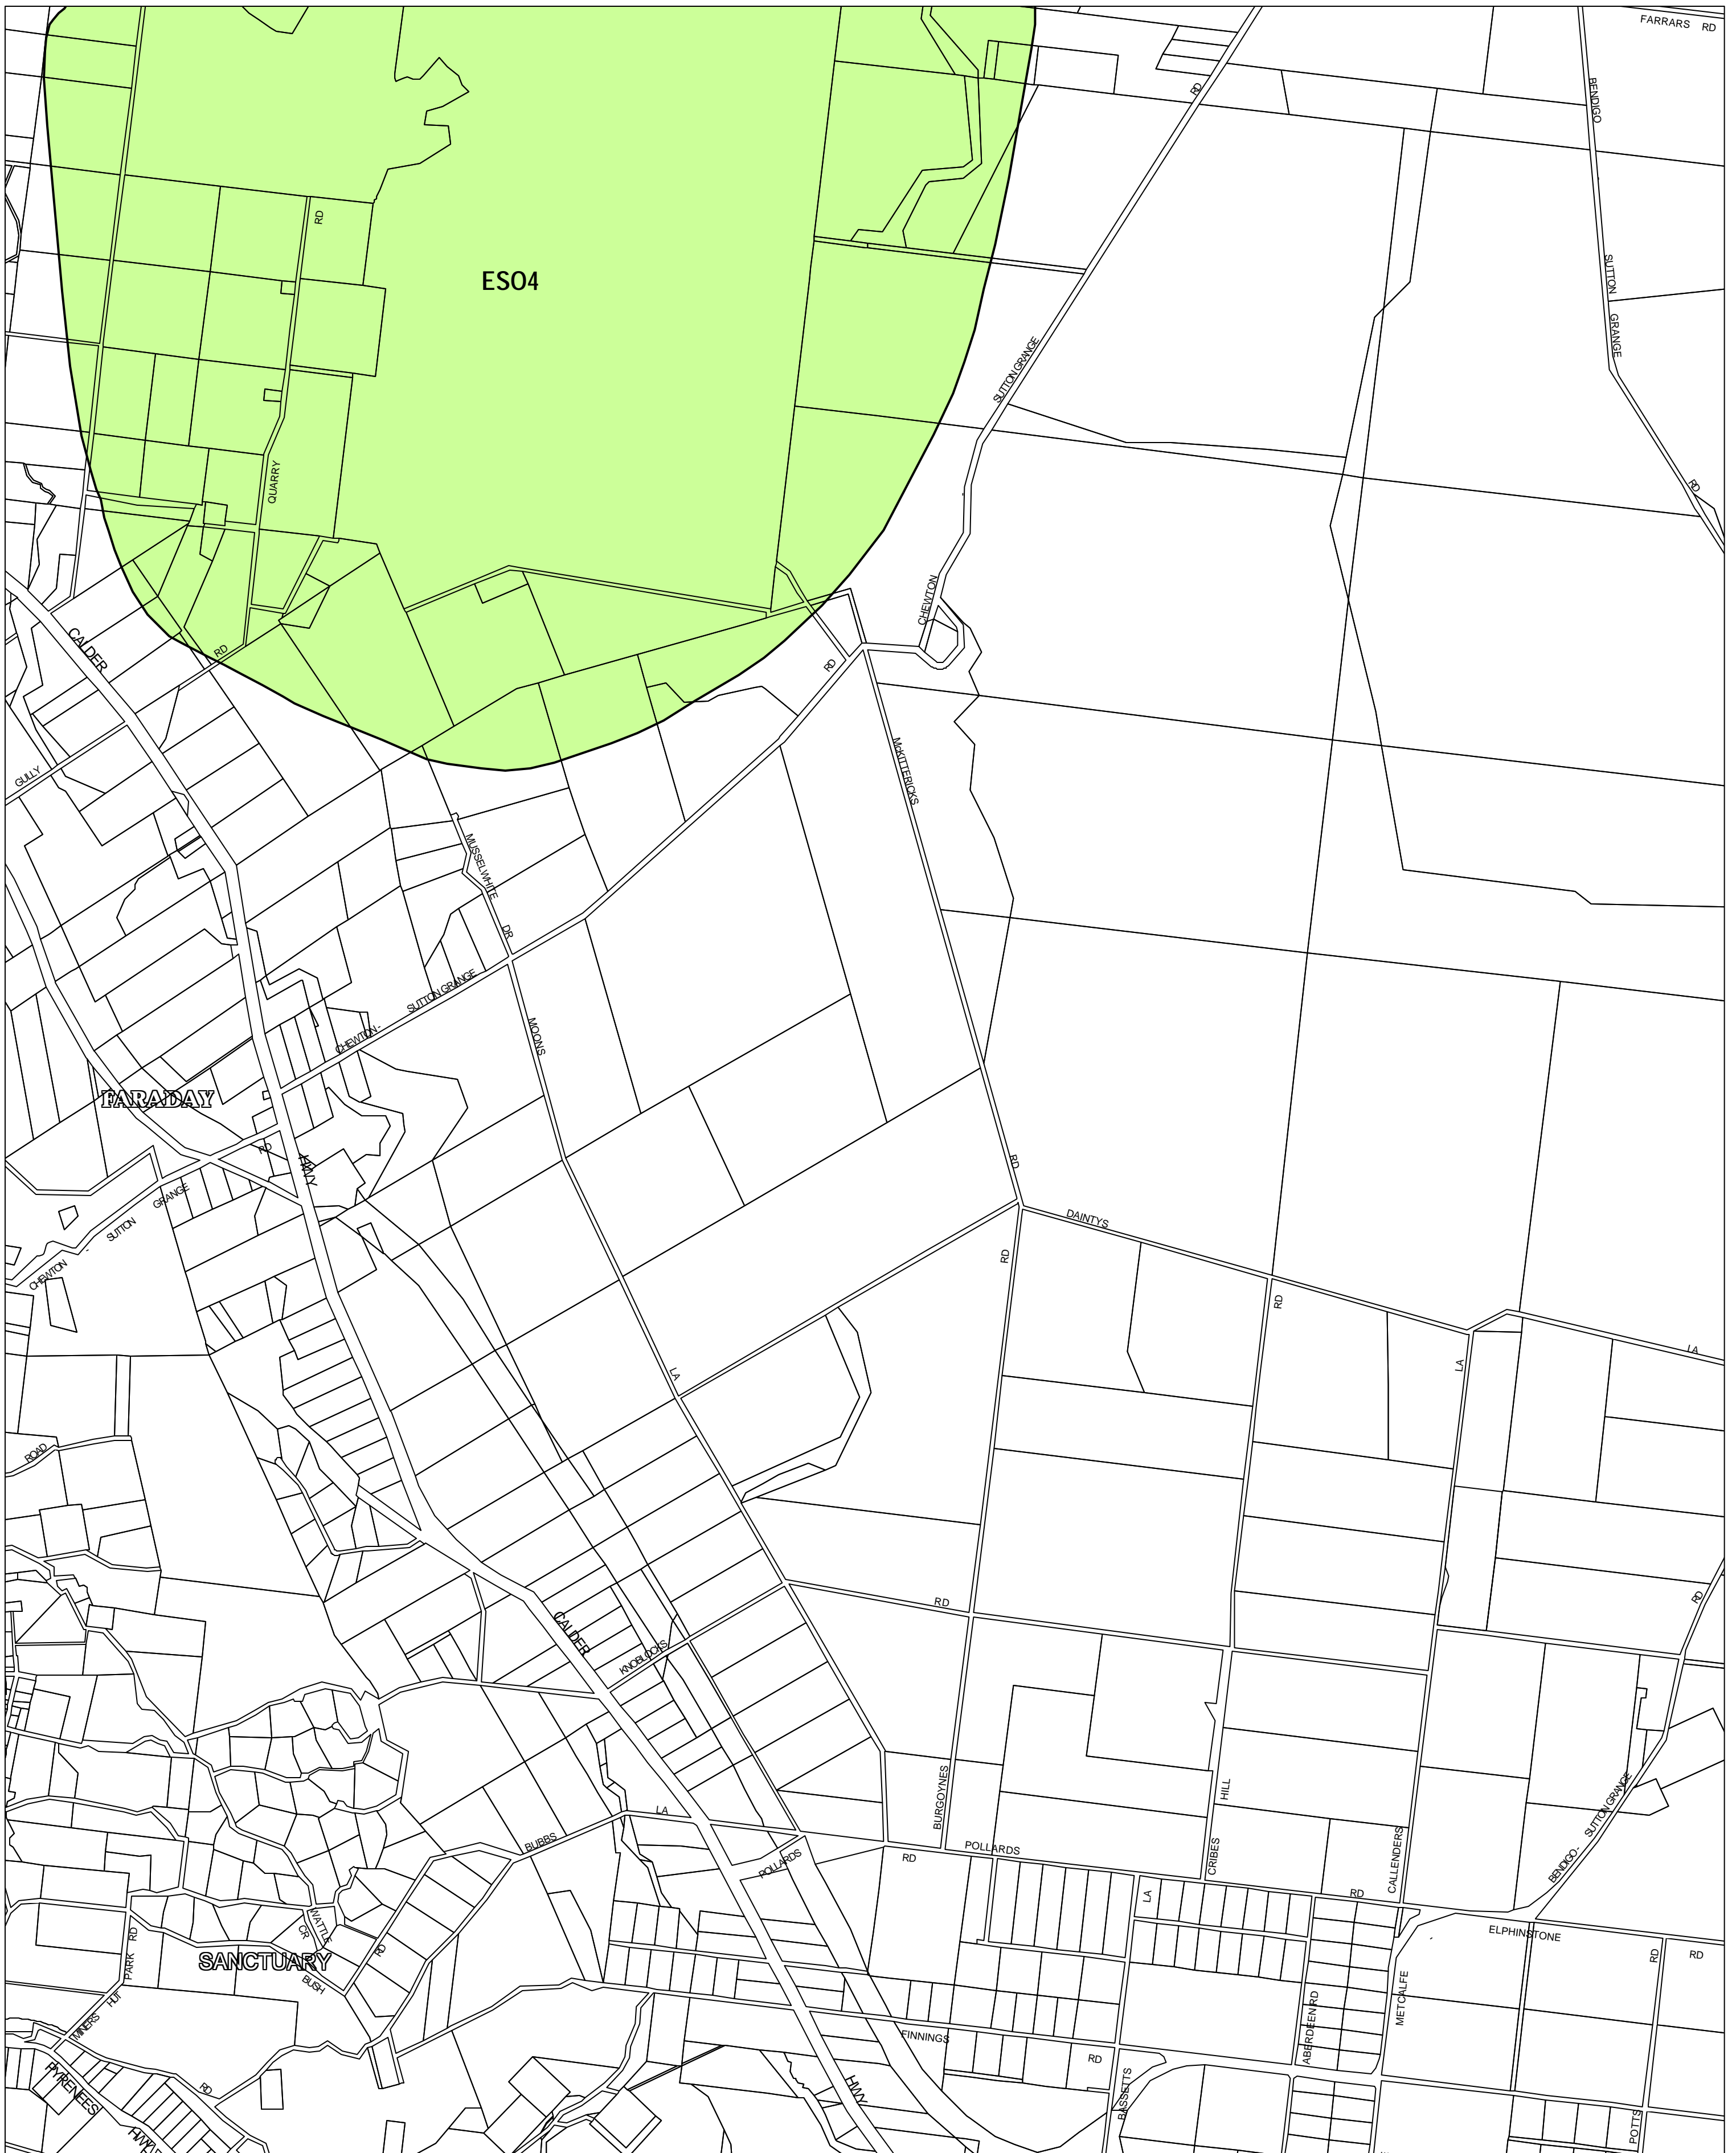 FARRARS RD
RD
BENDIGO
RD
ESO4
SUTTON
GRANGE
SUTTON GRANGE
QUARRY
RD
CHEWTON
CALDER
RD
RD
GULLY
McKITTERICKS
MUSSELWHITE
DR
SUTTON GRANGE
CHEWTON -
MOONS
FARADAY
RD
HWY
RD
GRANGE
SUTTON
-
CHEWTON
DAINTYS
RD
RD
LA
LA
LA
ROAD
RD
RD
CALDER
KNOBLOCKS
BURGOYNES
HILL
SUTTON GRANGE
BENDIGO -
LA
BUBBS
POLLARDS
POLLARDS
RD
CRIBES
CALLENDERS
LA
RD
ELPHINSTONE
RD
RD
WATTLE
CR
RD
PARK
RD
SANCTUARY
BUSH
HUT
MINERS
METCALFE
ABERDEEN RD
FINNINGS
RD
BASSETTS
HWY
RD
PYRENEES
HWY
POTTS